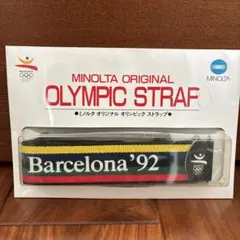 MINOLTA ORIGINAL
OLYMPIC STRAP
●ミノルタ オリジナル オリンピック ストラップ●
MINOLTA
Barcelona '92